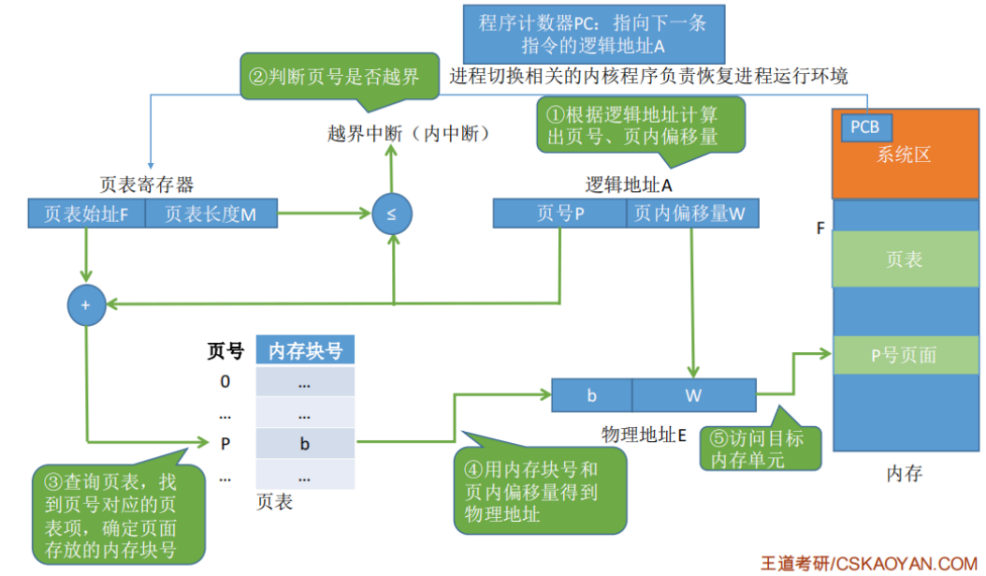 程序计数器PC：指向下一条
指令的逻辑地址A
②判断页号是否越界
进程切换相关的内核程序负责恢复进程运行环境
①根据逻辑地址计算
出页号、页内偏移量
越界中断（内中断）
PCB
系统区
页表寄存器
逻辑地址A
页表始址F
页表长度M
≤
页号P
页内偏移量W
F
页表
+
页号
内存块号
0
...
...
...
P
b
...
...
页表
P号页面
b
W
物理地址E
⑤访问目标
内存单元
内存
③查询页表，找
到页号对应的页
表项，确定页面
存放的内存块号
④用内存块号和
页内偏移量得到
物理地址
王道考研/CSKAOYAN.COM